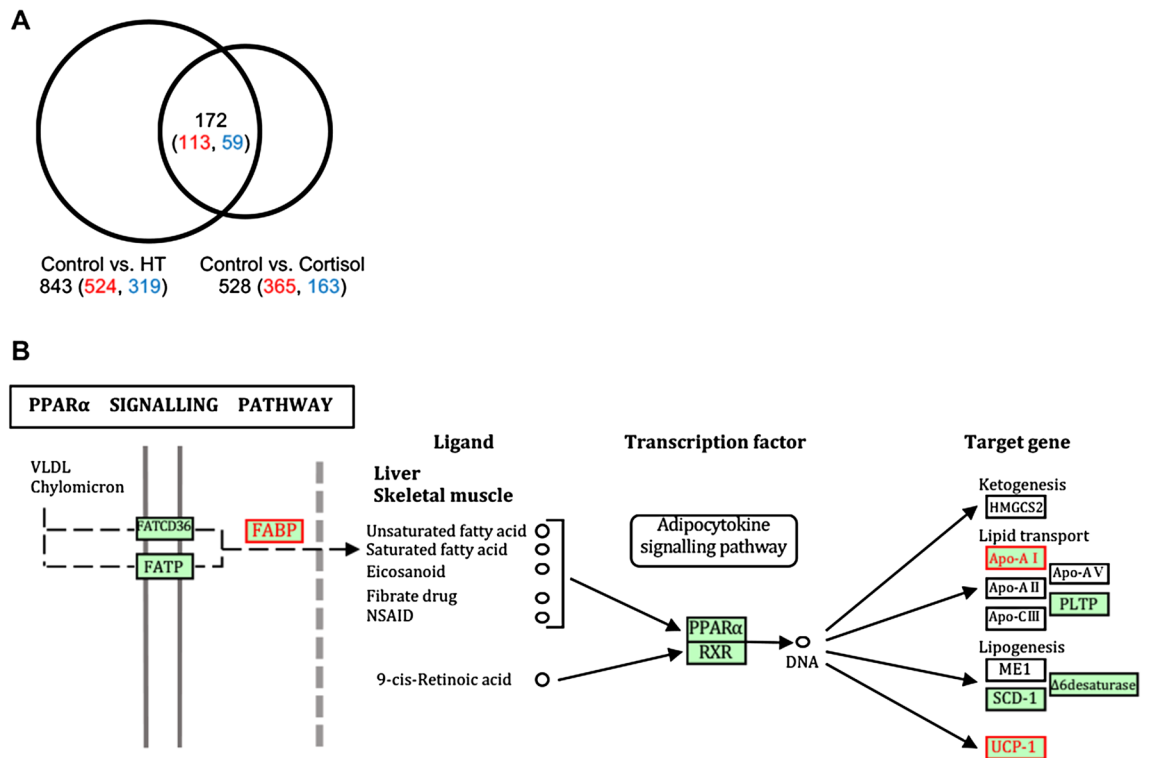 A
172
(113, 59)
Control vs. HT
843 (524, 319)
Control vs. Cortisol
528 (365, 163)
B
PPARα SIGNALLING PATHWAY
VLDL
Chylomicron
FATCD36
FATP
FABP
Ligand
Liver
Skeletal muscle
Unsaturated fatty acid
Saturated fatty acid
Eicosanoid
Fibrate drug
NSAID
9-cis-Retinoic acid
Transcription factor
Adipocytokine
signalling pathway
PPARα
RXR
DNA
Target gene
Ketogenesis
HMGCS2
Lipid transport
Apo-A I
Apo-A V
Apo-A II
PLTP
Apo-C III
Lipogenesis
ME1
Δ6desaturase
SCD-1
UCP-1